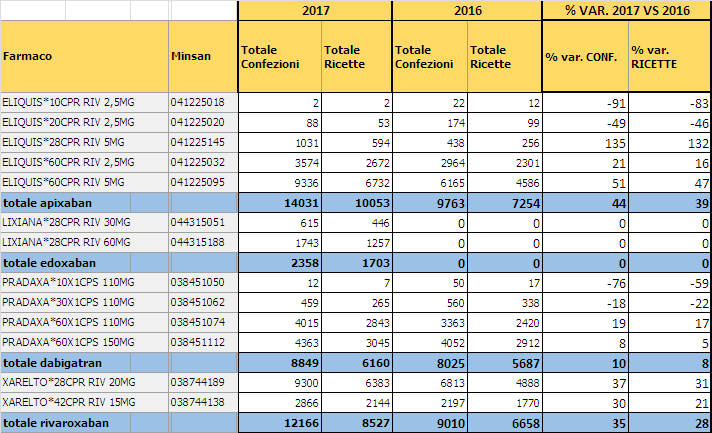 2017 2016 % VAR. 2017 VS 2016
Farmaco Minsan Totale Confezioni Totale Ricette Totale Confezioni Totale Ricette % var. CONF. % var. RICETTE
ELIQUIS*10CPR RIV 2,5MG 041225018 2 2 22 12 -91 -83
ELIQUIS*20CPR RIV 2,5MG 041225020 88 53 174 99 -49 -46
ELIQUIS*28CPR RIV 5MG 041225145 1031 594 438 256 135 132
ELIQUIS*60CPR RIV 2,5MG 041225032 3574 2672 2964 2301 21 16
ELIQUIS*60CPR RIV 5MG 041225095 9336 6732 6165 4586 51 47
totale apixaban 14031 10053 9763 7254 44 39
LIXIANA*28CPR RIV 30MG 044315051 615 446 0 0 0 0
LIXIANA*28CPR RIV 60MG 044315188 1743 1257 0 0 0 0
totale edoxaban 2358 1703 0 0 0 0
PRADAXA*10X1CPS 110MG 038451050 12 7 50 17 -76 -59
PRADAXA*30X1CPS 110MG 038451062 459 265 560 338 -18 -22
PRADAXA*60X1CPS 110MG 038451074 4015 2843 3363 2420 19 17
PRADAXA*60X1CPS 150MG 038451112 4363 3045 4052 2912 8 5
totale dabigatran 8849 6160 8025 5687 10 8
XARELTO*28CPR RIV 20MG 038744189 9300 6383 6813 4888 37 31
XARELTO*42CPR RIV 15MG 038744138 2866 2144 2197 1770 30 21
totale rivaroxaban 12166 8527 9010 6658 35 28